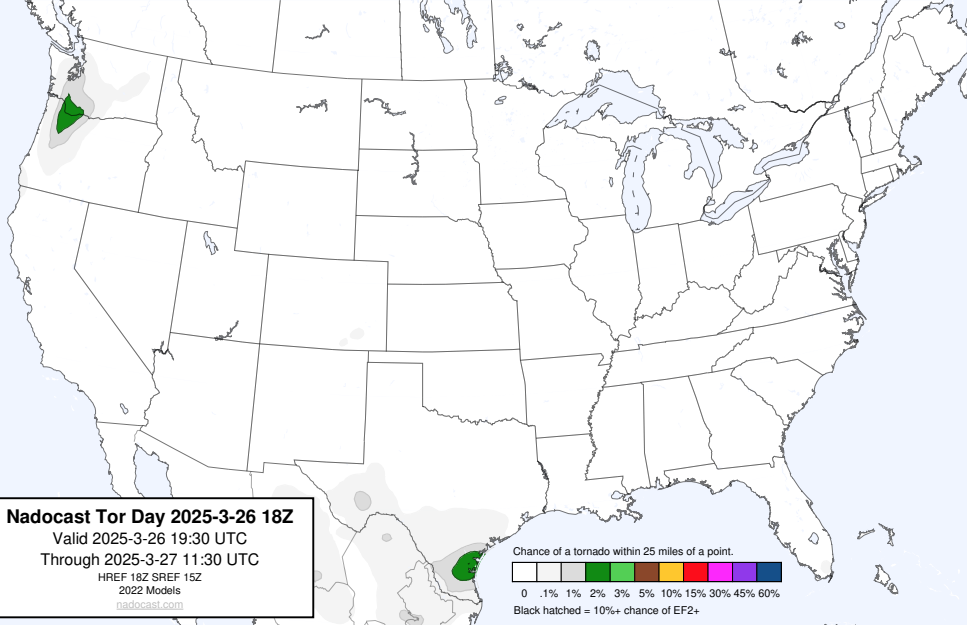 Nadocast Tor Day 2025-3-26 18Z
Valid 2025-3-26 19:30 UTC
Through 2025-3-27 11:30 UTC
HREF 18Z SREF 15Z
2022 Models
nadocast.com
Chance of a tornado within 25 miles of a point.
0 .1% 1% 2% 3% 5% 10% 15% 30% 45% 60%
Black hatched = 10%+ chance of EF2+